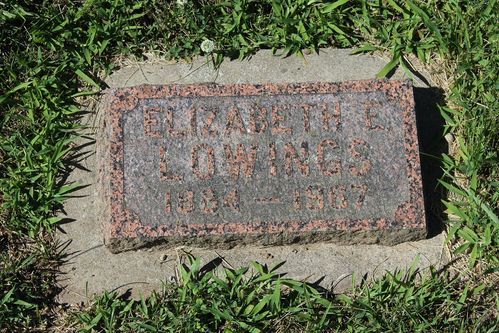 ELIZABETH E.
LOWINGS
1884 — 1967